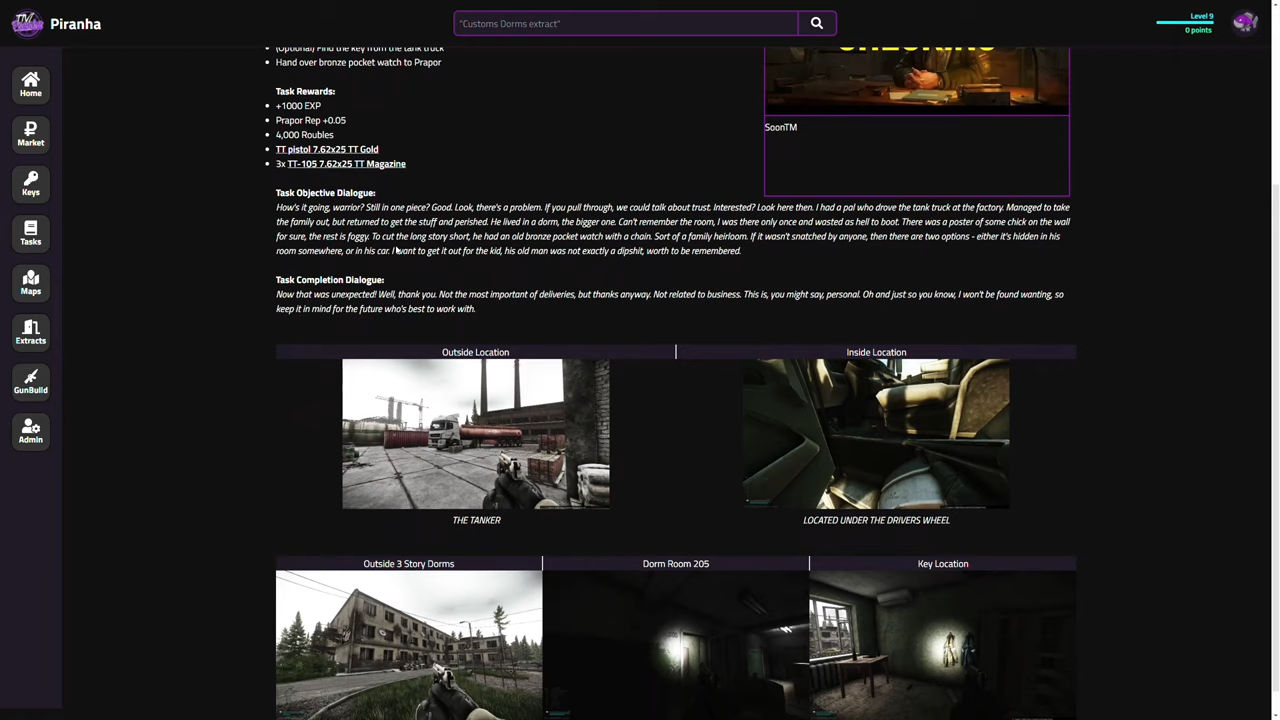 Piranha
"Customs Dorms extract"
Level 9
0 points
Home
Market
Keys
Tasks
Maps
Extracts
GunBuild
Admin
(Optional) Find the key from the tank truck
Hand over bronze pocket watch to Prapor
Task Rewards:
+1000 EXP
Prapor Rep +0.05
4,000 Roubles
TT pistol 7.62x25 TT Gold
3x TT-105 7.62x25 TT Magazine
CHECKING
SoonTM
Task Objective Dialogue:
How's it going, warrior? Still in one piece? Good. Look, there's a problem. If you pull through, we could talk about trust. Interested? Look here then. I had a pal who drove the tank truck at the factory. Managed to take
the family out, but returned to get the stuff and perished. He lived in a dorm, the bigger one. Can't remember the room, I was there only once and wasted as hell to boot. There was a poster of some chick on the wall
for sure, the rest is foggy. To cut the long story short, he had an old bronze pocket watch with a chain. Sort of a family heirloom. If it wasn't snatched by anyone, then there are two options - either it's hidden in his
room somewhere, or in his car. I want to get it out for the kid, his old man was not exactly a dipshit, worth to be remembered.
Task Completion Dialogue:
Now that was unexpected! Well, thank you. Not the most important of deliveries, but thanks anyway. Not related to business. This is, you might say, personal. Oh and just so you know, I won't be found wanting, so
keep it in mind for the future who's best to work with.
Outside Location
Inside Location
THE TANKER
LOCATED UNDER THE DRIVERS WHEEL
Outside 3 Story Dorms
Dorm Room 205
Key Location